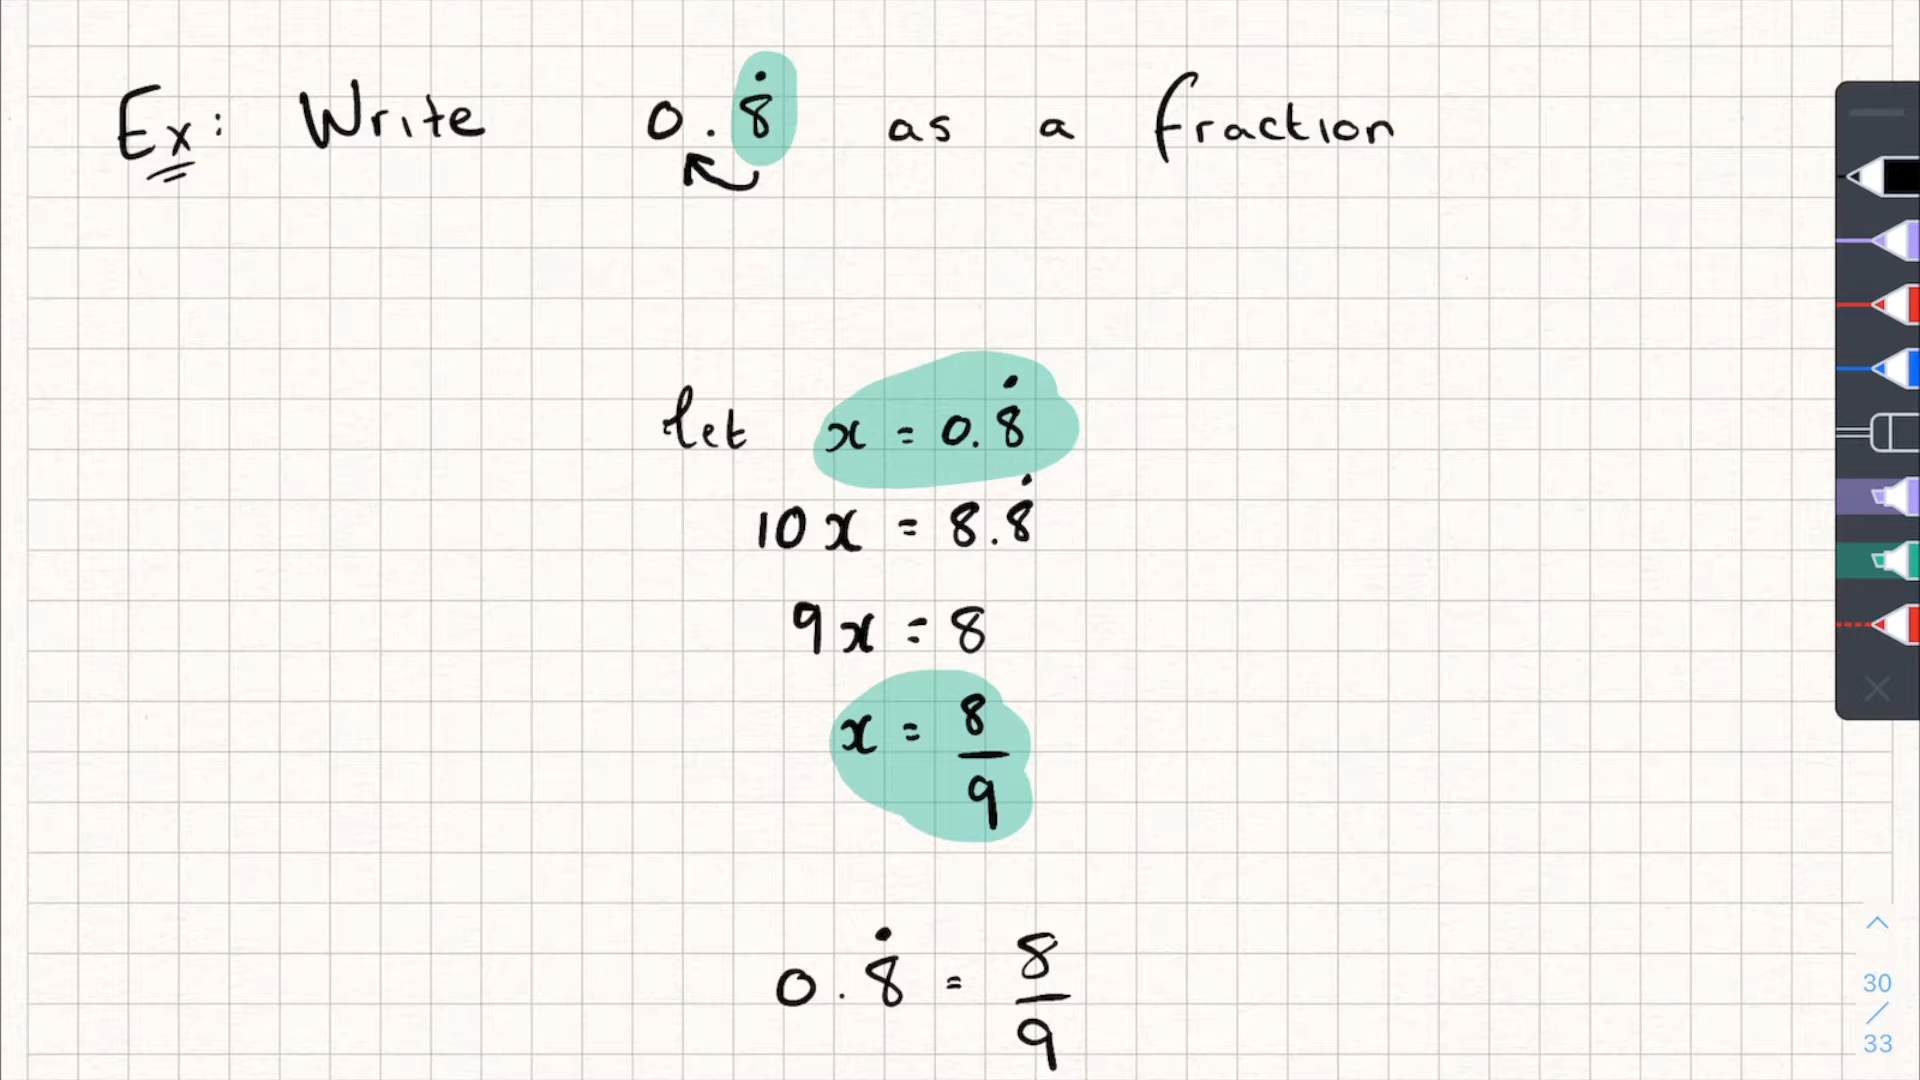 Ex: Write 0.8̇ as a fraction
let x = 0.8̇
10x = 8.8̇
9x = 8
x = 8/9
0.8̇ = 8/9
30
/
33